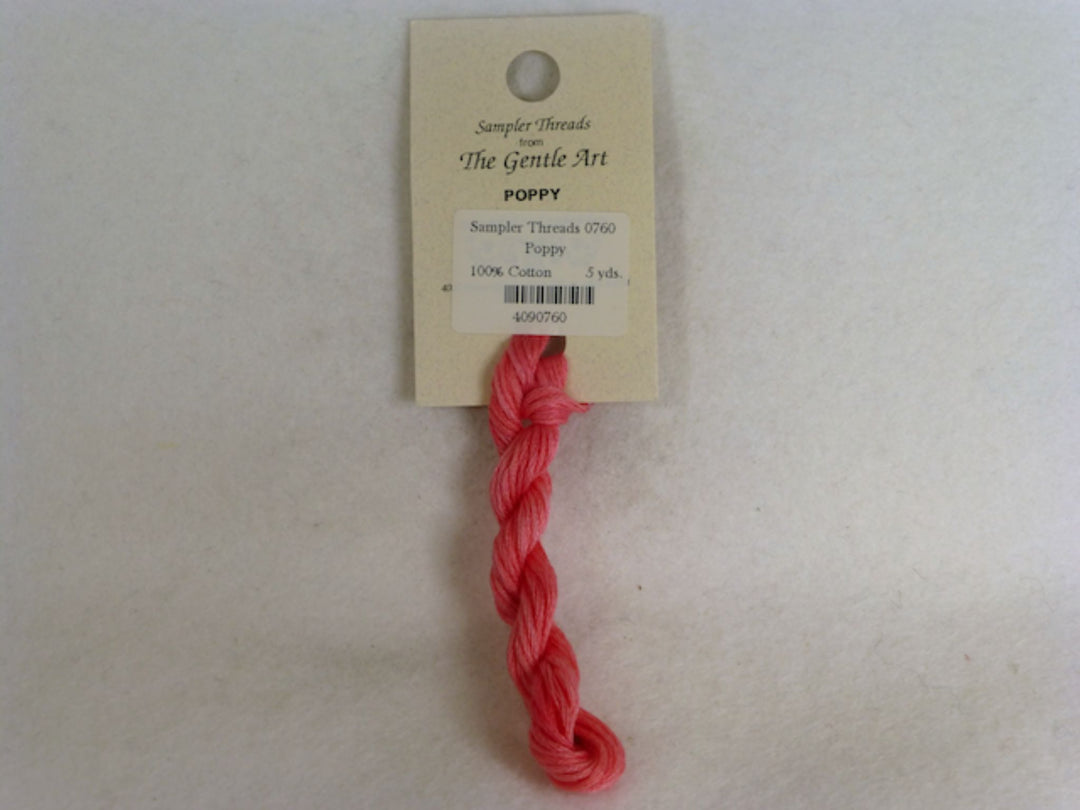 Sampler Threads
from
The Gentle Art
POPPY
Sampler Threads 0760
Poppy
100% Cotton 5 yds.
4090760